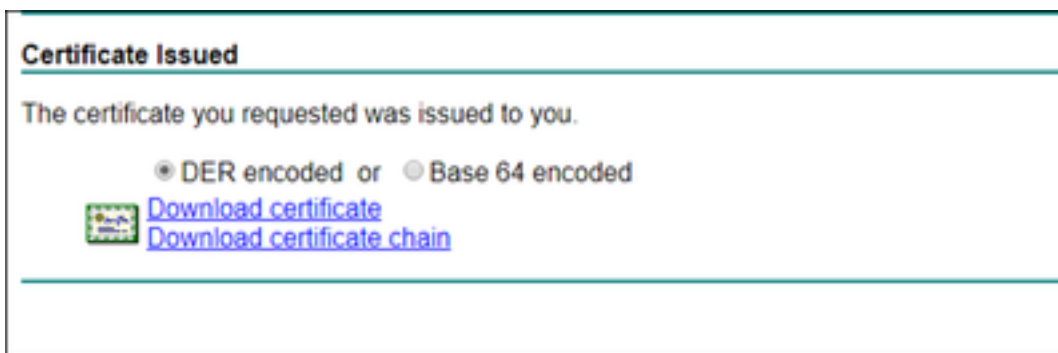 Certificate Issued
The certificate you requested was issued to you.
DER encoded or Base 64 encoded
Download certificate
Download certificate chain